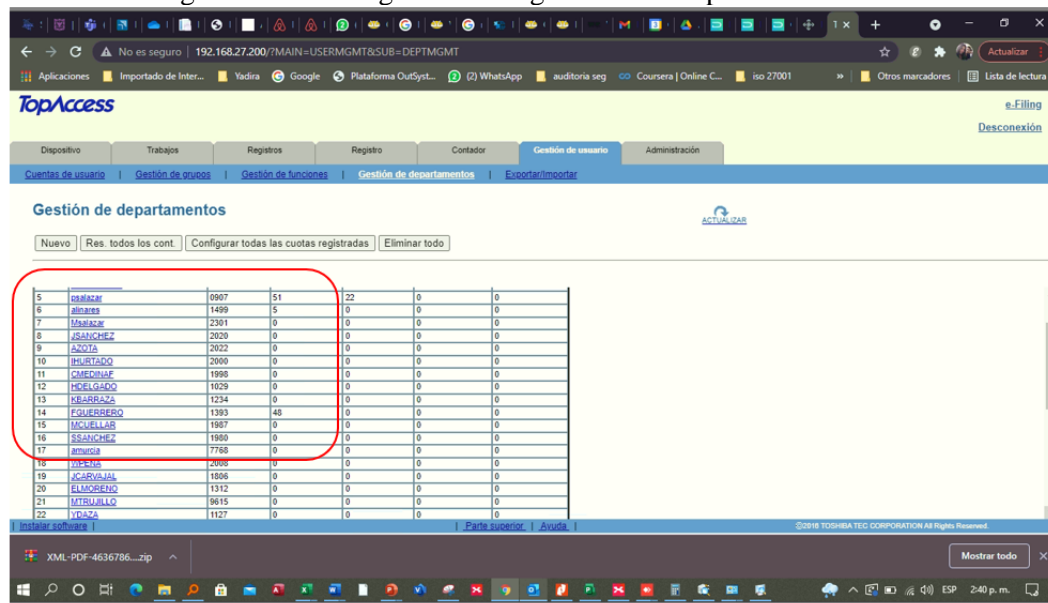 1
No es seguro | 192.168.27.200/?MAIN=USERMGMT&SUB=DEPTMGMT
Actualizar
Aplicaciones Importado de Inter... Yadira Google Plataforma OutSyst... (2) WhatsApp auditoria seg Coursera | Online C... iso 27001 » Otros marcadores Lista de lectura
TopAccess
e-Filing
Desconexión
Dispositivo Trabajos Registros Registro Contador Gestión de usuario Administración
Cuentas de usuario | Gestión de grupos | Gestión de funciones | Gestión de departamentos | Exportar/Importar
Gestión de departamentos
ACTUALIZAR
Nuevo Res. todos los cont. Configurar todas las cuotas registradas Eliminar todo
5 psalazar 0907 51 22 0 0
6 alinares 1499 5 0 0 0
7 Msalazar 2301 0 0 0 0
8 JSANCHEZ 2020 0 0 0 0
9 AZOTA 2022 0 0 0 0
10 IHURTADO 2000 0 0 0 0
11 CMEDINAF 1998 0 0 0 0
12 HDELGADO 1029 0 0 0 0
13 KBARRAZA 1234 0 0 0 0
14 FGUERRERO 1393 48 0 0 0
15 MCUELLAR 1987 0 0 0 0
16 SSANCHEZ 1980 0 0 0 0
17 amurcia 7768 0 0 0 0
18 2008 0 0 0 0
19 JCARVAJAL 1806 0 0 0 0
20 ELMORENO 1312 0 0 0 0
21 MTRUJILLO 9615 0 0 0 0
22 YDAZA 1127 0 0 0 0
| Instalar software | | Parte superior | Ayuda | ©2016 TOSHIBA TEC CORPORATION All Rights Reserved.
XML-PDF-4636786....zip Mostrar todo
ESP 2:40 p. m.